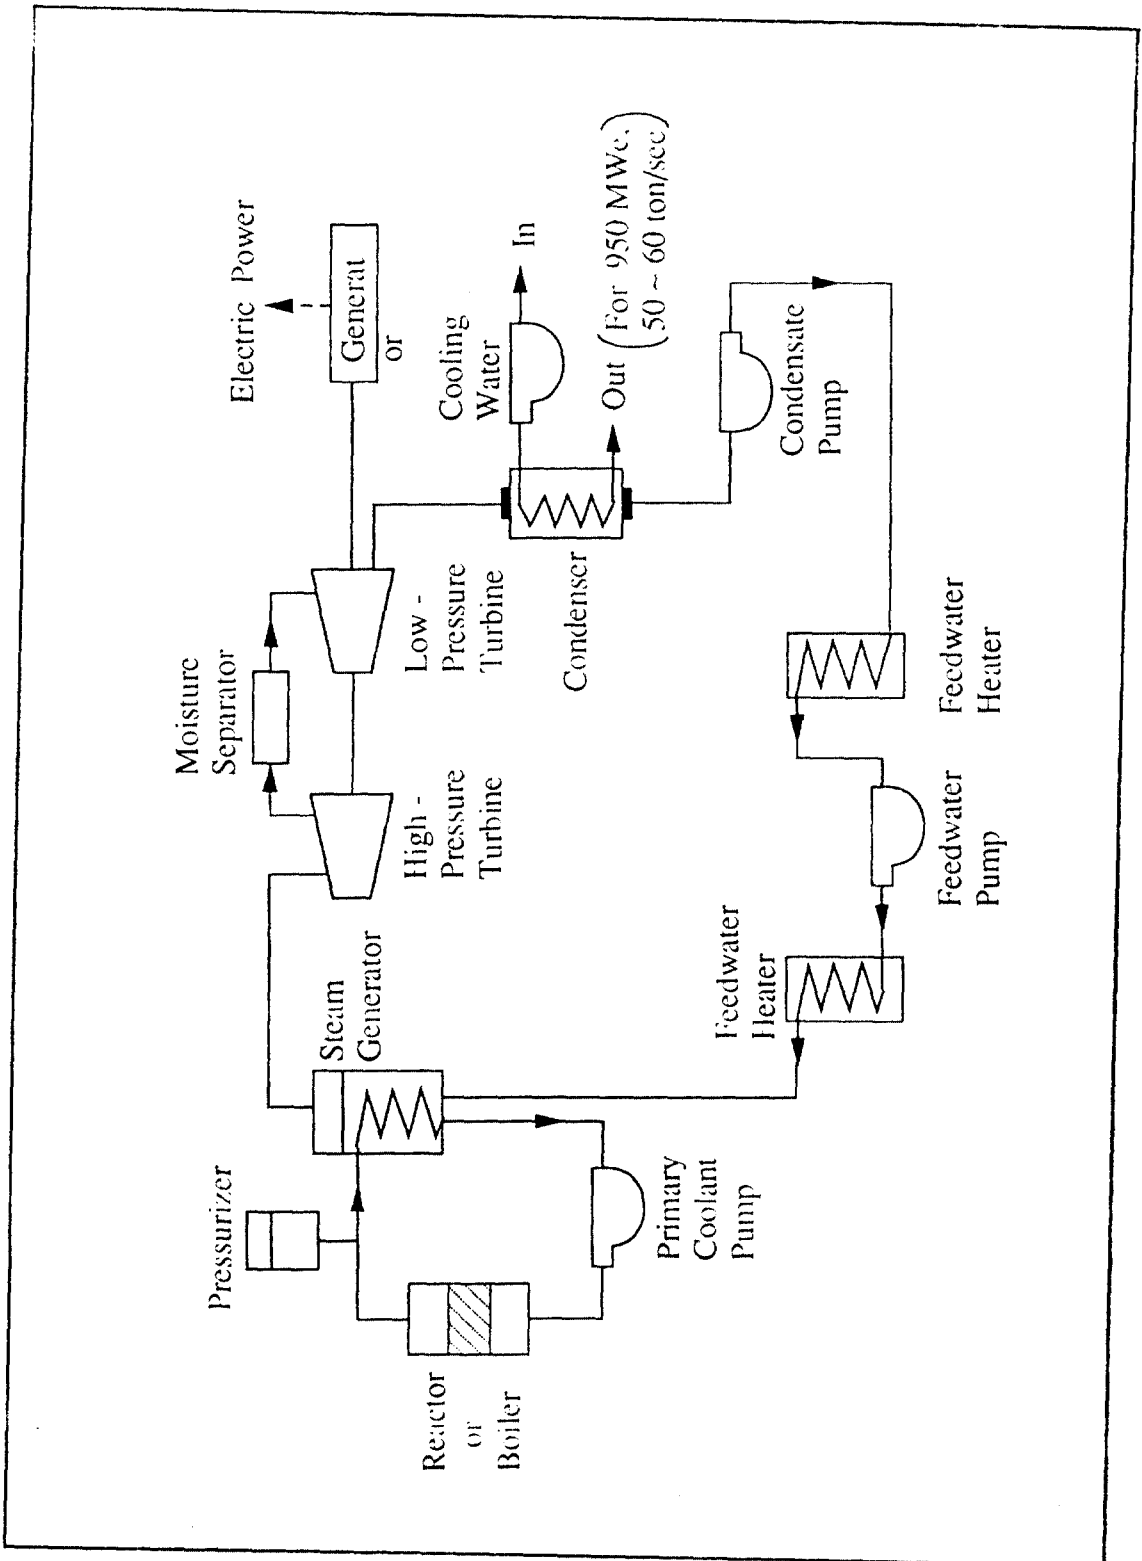 Electric Power
Moisture
Separator
Generat
or
Pressurizer
Steam
Generator
High -
Pressure
Turbine
Low -
Pressure
Turbine
Cooling
Water
In
Out (For 950 MWe,
50 ~ 60 ton/sec)
Condenser
Reactor
or
Boiler
Primary
Coolant
Pump
Feedwater
Heater
Feedwater
Pump
Feedwater
Heater
Condensate
Pump